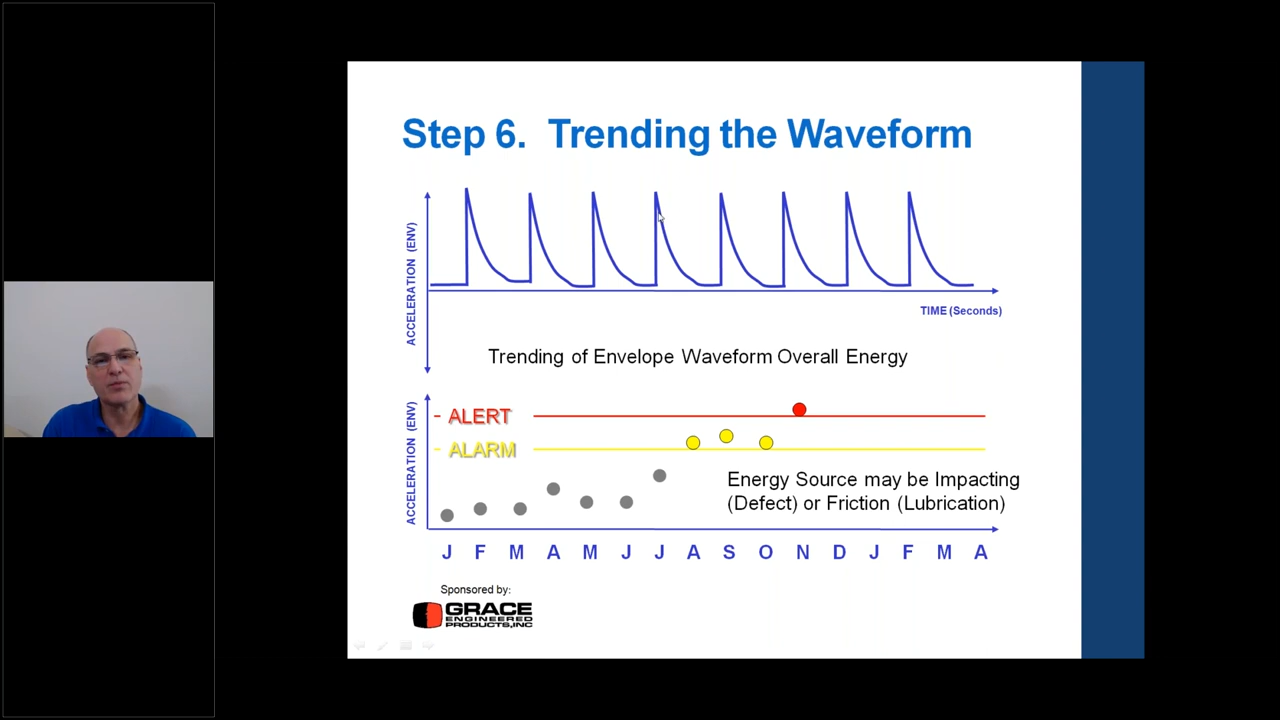 Step 6. Trending the Waveform
ACCELERATION (ENV)
TIME (Seconds)
Trending of Envelope Waveform Overall Energy
ACCELERATION (ENV)
ALERT
ALARM
Energy Source may be Impacting
(Defect) or Friction (Lubrication)
J F M A M J J A S O N D J F M A
Sponsored by:
GRACE
ENGINEERED
PRODUCTS,INC